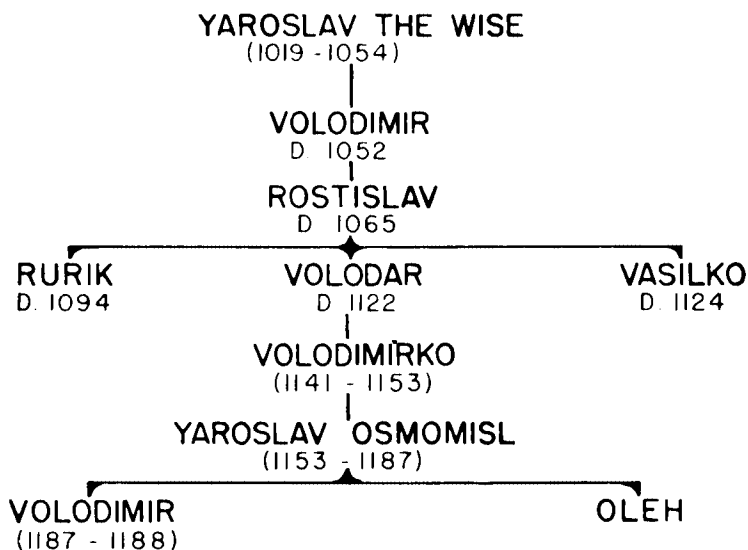 YAROSLAV THE WISE
(1019 - 1054)
VOLODIMIR
D. 1052
ROSTISLAV
D 1065
RURIK VOLODAR VASILKO
D. 1094 D 1122 D. 1124
VOLODIMIRKO
(1141 - 1153)
YAROSLAV OSMOMISL
(1153 - 1187)
VOLODIMIR OLEH
(1187 - 1188)